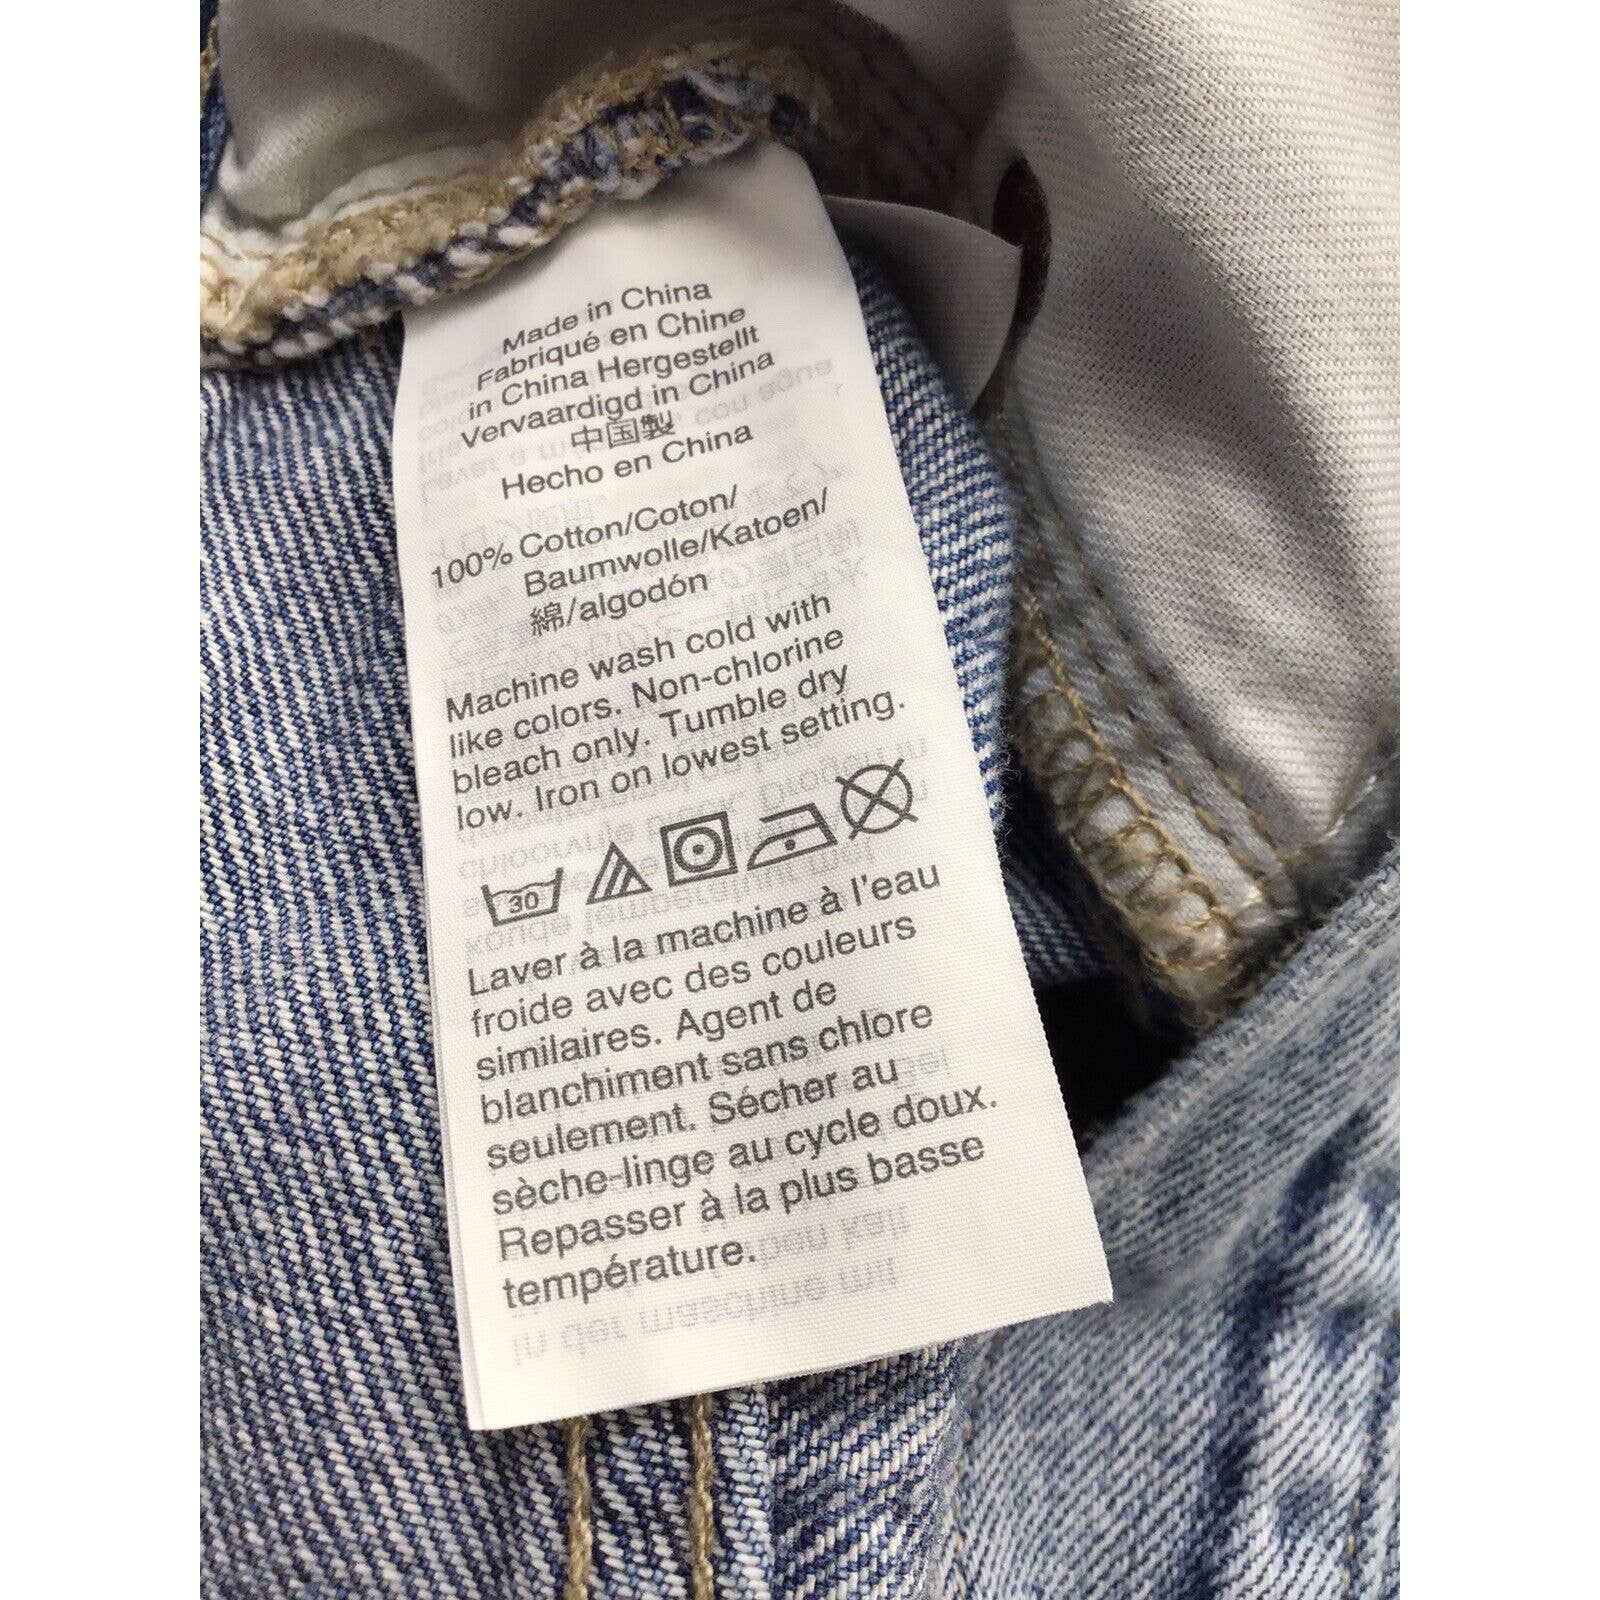 Made in China
Fabriqué en Chine
in China Hergestellt
Vervaardigd in China
中国製
Hecho en China
100% Cotton/Coton/
Baumwolle/Katoen/
綿/algodón
Machine wash cold with
like colors. Non-chlorine
bleach only. Tumble dry
low. Iron on lowest setting.
30
Laver à la machine à l'eau
froide avec des couleurs
similaires. Agent de
blanchiment sans chlore
seulement. Sécher au
sèche-linge au cycle doux.
Repasser à la plus basse
température.